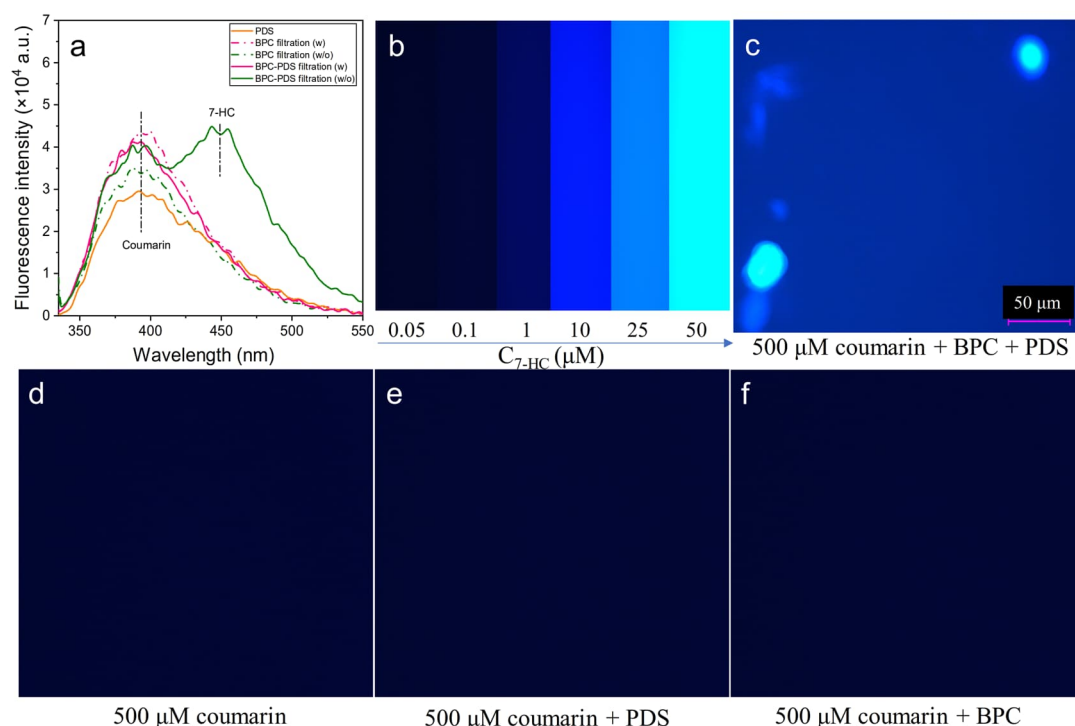 a
Fluorescence intensity (×10⁴ a.u.)
7
6
5
4
3
2
1
0
PDS
BPC filtration (w)
BPC filtration (w/o)
BPC-PDS filtration (w)
BPC-PDS filtration (w/o)
7-HC
Coumarin
350 400 450 500 550
Wavelength (nm)
b
0.05 0.1 1 10 25 50
C7-HC (μM)
c
50 μm
500 μM coumarin + BPC + PDS
d
500 μM coumarin
e
500 μM coumarin + PDS
f
500 μM coumarin + BPC